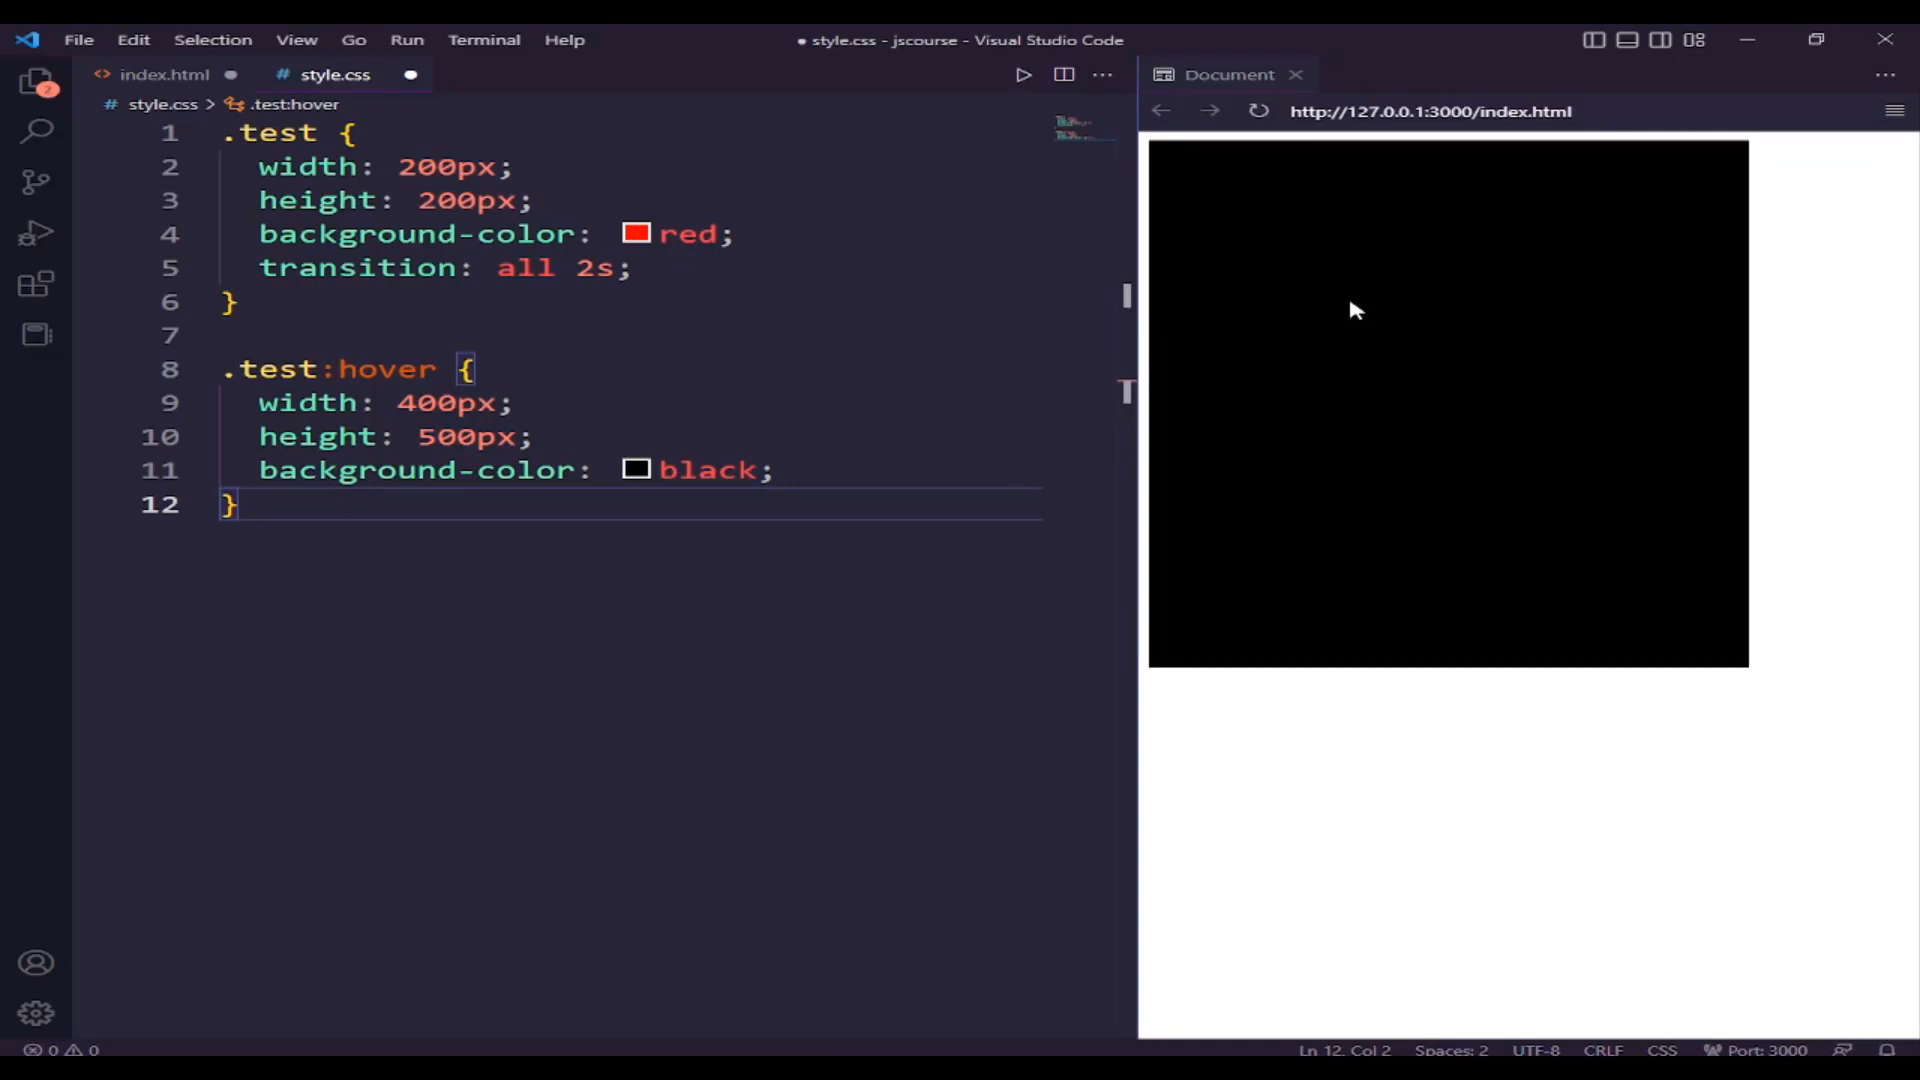 File Edit Selection View Go Run Terminal Help
● style.css - jscourse - Visual Studio Code
index.html
# style.css
Document
2
# style.css > .test:hover
http://127.0.0.1:3000/index.html
1 .test {
2 width: 200px;
3 height: 200px;
4 background-color: red;
5 transition: all 2s;
6 }
7
8 .test:hover {
9 width: 400px;
10 height: 500px;
11 background-color: black;
12 }
0 0
Ln 12, Col 2 Spaces: 2 UTF-8 CRLF CSS Port: 3000